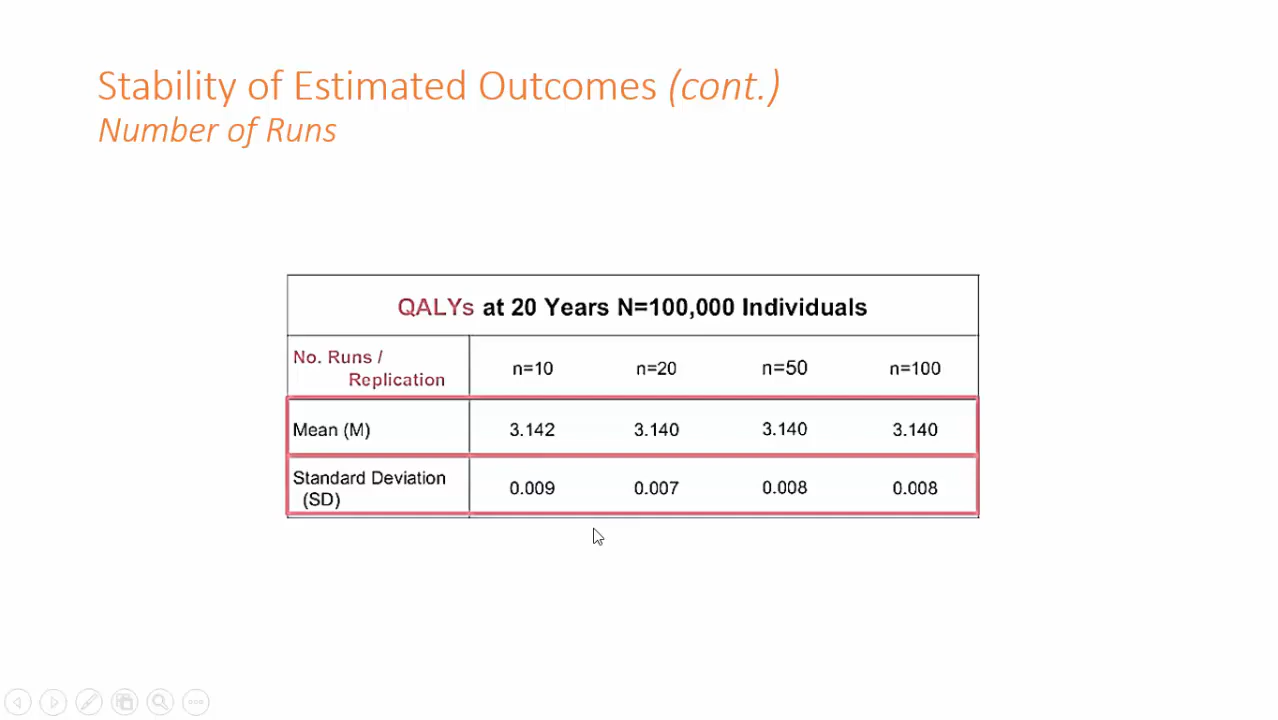 Stability of Estimated Outcomes (cont.)
Number of Runs
QALYs at 20 Years N=100,000 Individuals
No. Runs /
Replication
n=10 n=20 n=50 n=100
Mean (M) 3.142 3.140 3.140 3.140
Standard Deviation
(SD)
0.009 0.007 0.008 0.008